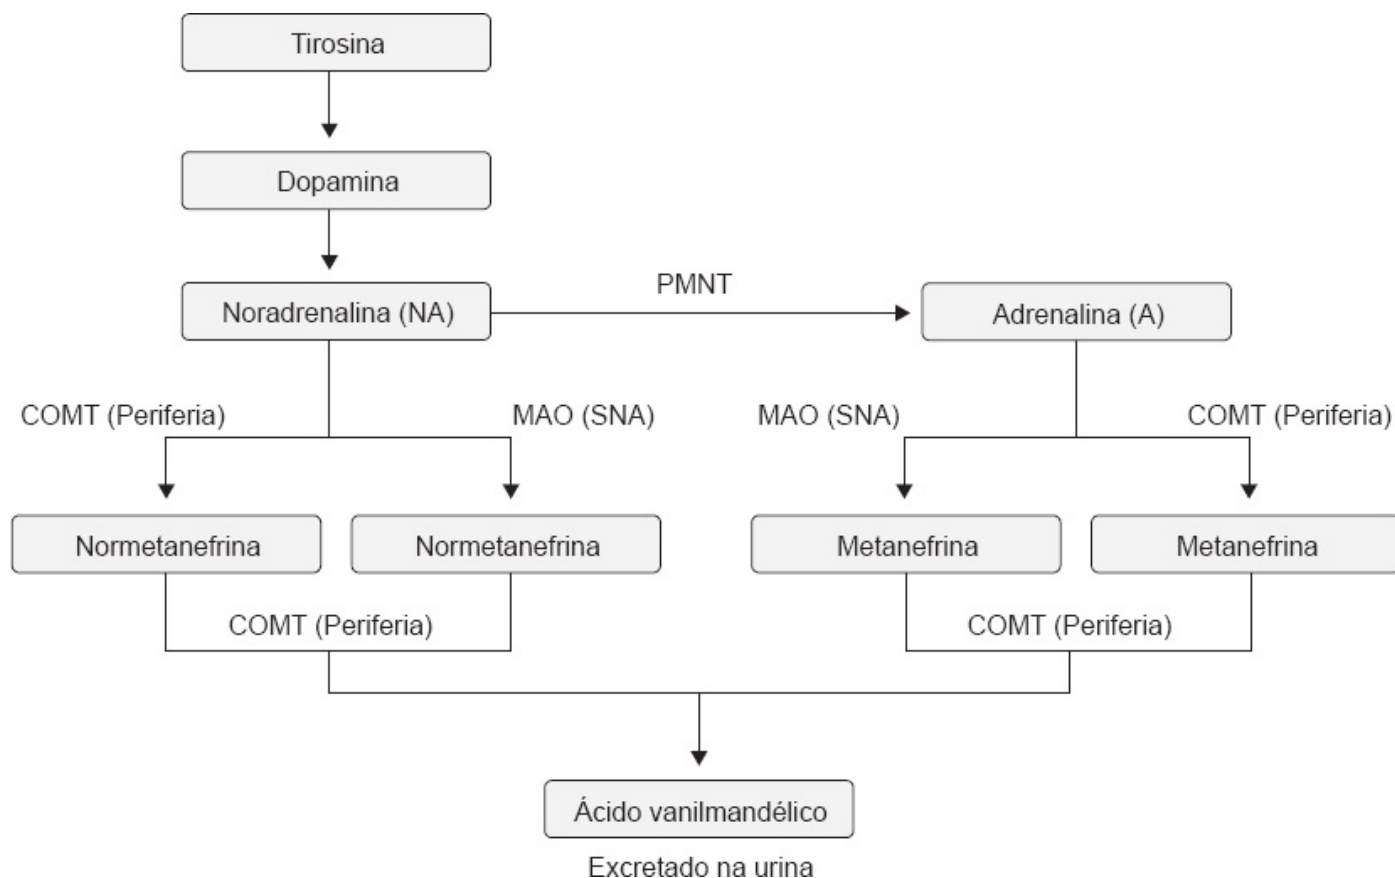 Tirosina
Dopamina
PMNT
Noradrenalina (NA)
Adrenalina (A)
COMT (Periferia)
MAO (SNA)
MAO (SNA)
COMT (Periferia)
Normetanefrina
Normetanefrina
Metanefrina
Metanefrina
COMT (Periferia)
COMT (Periferia)
Ácido vanilmandélico
Excretado na urina